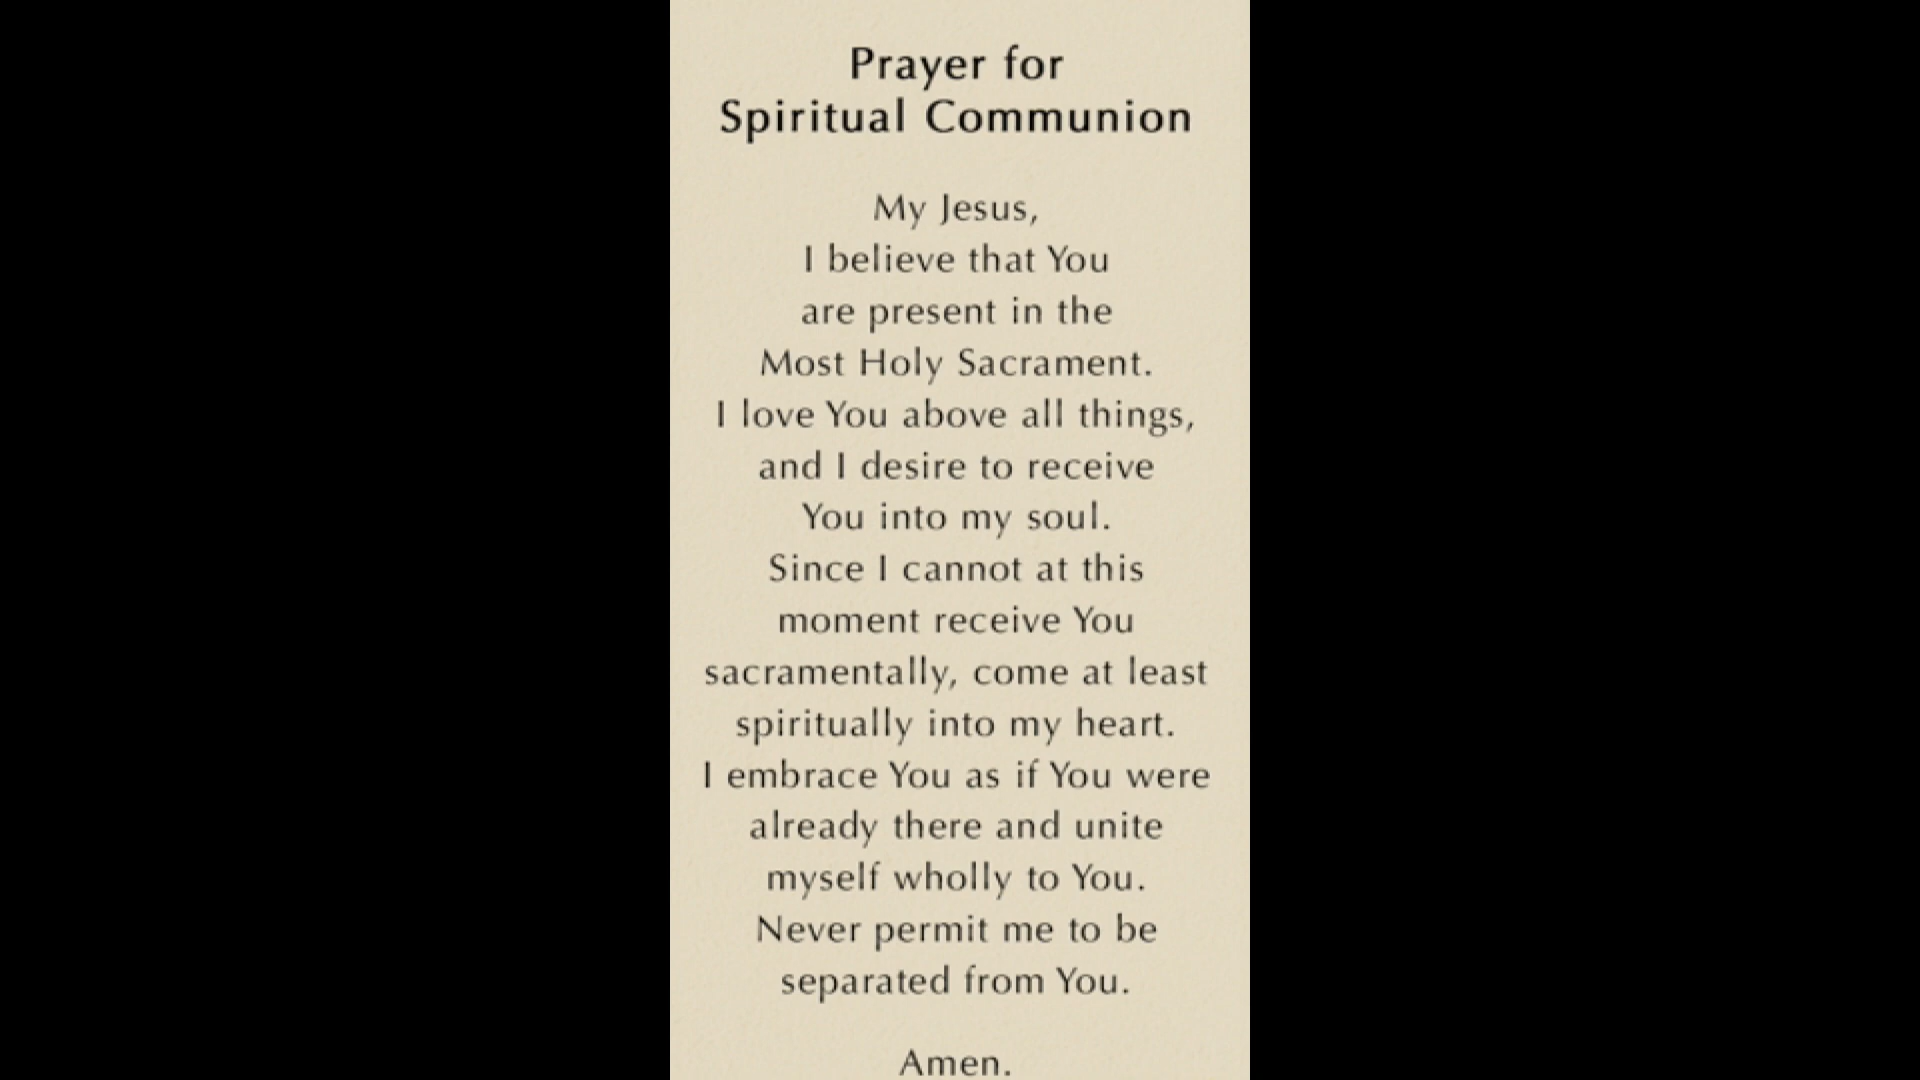 Prayer for
Spiritual Communion
My Jesus,
I believe that You
are present in the
Most Holy Sacrament.
I love You above all things,
and I desire to receive
You into my soul.
Since I cannot at this
moment receive You
sacramentally, come at least
spiritually into my heart.
I embrace You as if You were
already there and unite
myself wholly to You.
Never permit me to be
separated from You.
Amen.